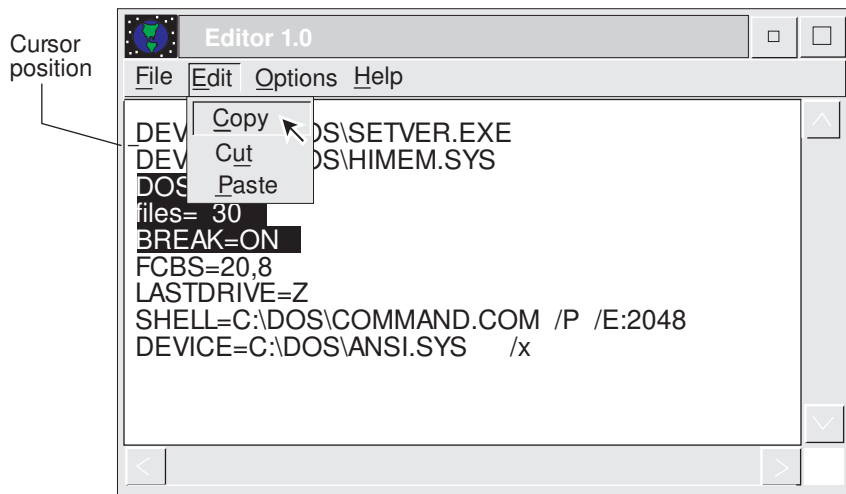 Cursor
position
Editor 1.0
File Edit Options Help
Copy
Cut
Paste
DEV DS\SETVER.EXE
DEV DS\HIMEM.SYS
DOS
files= 30
BREAK=ON
FCBS=20,8
LASTDRIVE=Z
SHELL=C:\DOS\COMMAND.COM /P /E:2048
DEVICE=C:\DOS\ANSI.SYS /x